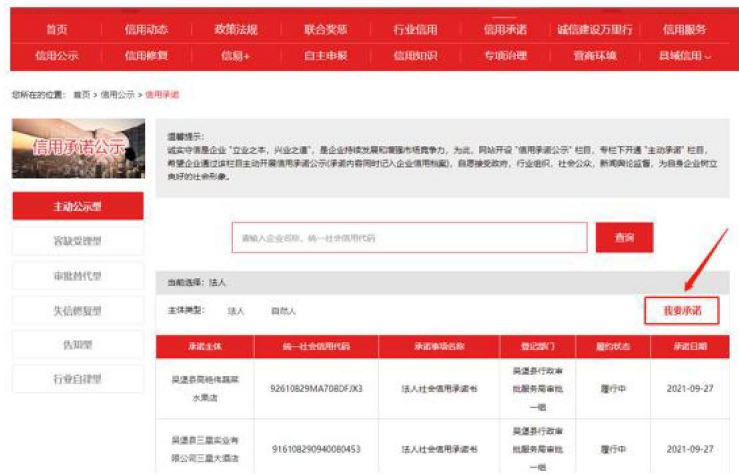 首页 信用动态 政策法规 联合奖惩 行业信用 信用承诺 诚信建设万里行 信用服务
信用公示 信用修复 信易+ 自主申报 信用知识 专项治理 营商环境 县域信用
您所在的位置: 首页 > 信用公示 > 信用承诺
信用承诺公示
温馨提示:
诚实守信是企业“立业之本，兴业之道”，是企业持续发展和增强市场竞争力，为此，网站开设“信用承诺公示”栏目，专栏下开通“主动承诺”栏目，
希望企业通过该栏目主动开展信用承诺公示(承诺内容同时记入企业信用档案)，自愿接受政府，行业组织，社会公众，新闻舆论监督，为自身企业树立
良好的社会形象。
主动公示型
容缺受理型
审批替代型
失信修复型
告知型
行业自律型
请输入企业名称、统一社会信用代码
查询
当前选择: 法人
主体类型: 法人 自然人
我要承诺
承诺主体 统一社会信用代码 承诺事项名称 登记部门 履约状态 承诺日期
水果店
92610829MA708DFJX3
法人社会信用承诺书
吴堡县行政审
批服务局审批
一组
履行中
2021-09-27
吴堡县三星实业有
限公司三星大酒店
916108290940080453
法人社会信用承诺书
吴堡县行政审
批服务局审批
一组
履行中
2021-09-27